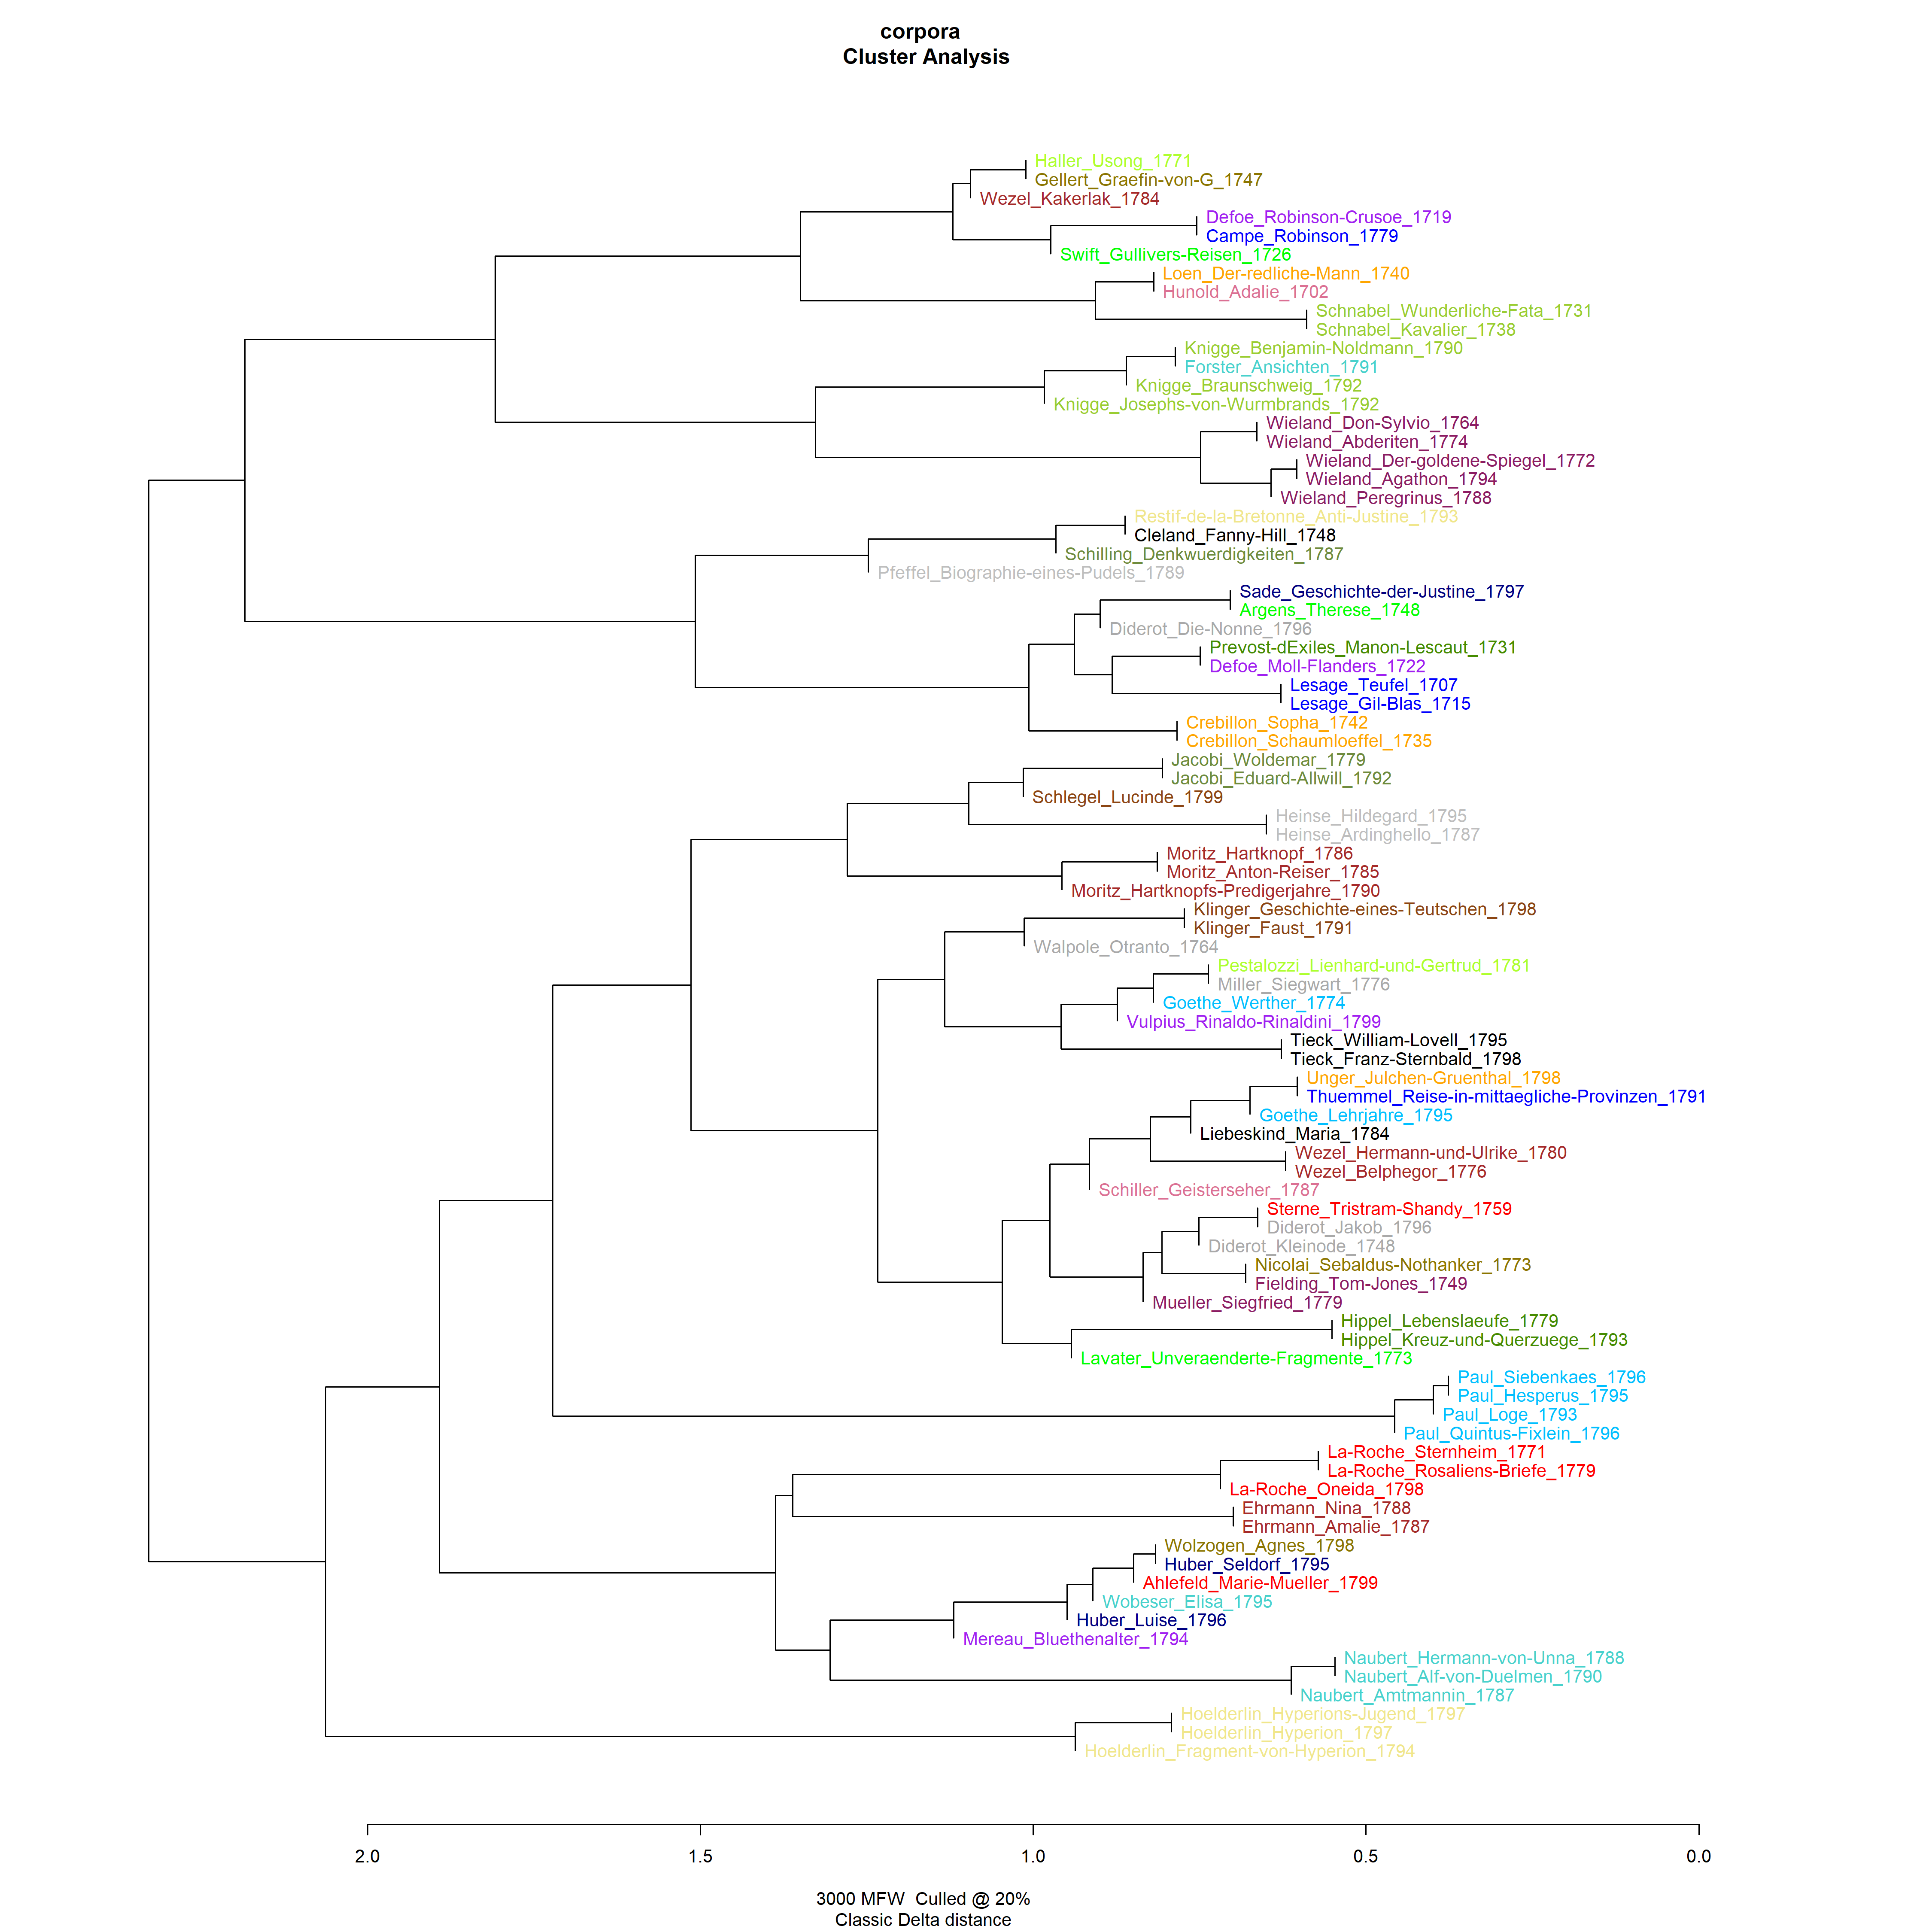 corpora
Cluster Analysis
Haller_Usong_1771
Gellert_Graefin-von-G_1747
Wezel_Kakerlak_1784
Defoe_Robinson-Crusoe_1719
Campe_Robinson_1779
Swift_Gullivers-Reisen_1726
Loen_Der-redliche-Mann_1740
Hunold_Adalie_1702
Schnabel_Wunderliche-Fata_1731
Schnabel_Kavalier_1738
Knigge_Benjamin-Noldmann_1790
Forster_Ansichten_1791
Knigge_Braunschweig_1792
Knigge_Josephs-von-Wurmbrands_1792
Wieland_Don-Sylvio_1764
Wieland_Abderiten_1774
Wieland_Der-goldene-Spiegel_1772
Wieland_Agathon_1794
Wieland_Peregrinus_1788
Restif-de-la-Bretonne_Anti-Justine_1793
Cleland_Fanny-Hill_1748
Schilling_Denkwuerdigkeiten_1787
Pfeffel_Biographie-eines-Pudels_1789
Sade_Geschichte-der-Justine_1797
Argens_Therese_1748
Diderot_Die-Nonne_1796
Prevost-dExiles_Manon-Lescaut_1731
Defoe_Moll-Flanders_1722
Lesage_Teufel_1707
Lesage_Gil-Blas_1715
Crebillon_Sopha_1742
Crebillon_Schaumloeffel_1735
Jacobi_Woldemar_1779
Jacobi_Eduard-Allwill_1792
Schlegel_Lucinde_1799
Heinse_Hildegard_1795
Heinse_Ardinghello_1787
Moritz_Hartknopf_1786
Moritz_Anton-Reiser_1785
Moritz_Hartknopfs-Predigerjahre_1790
Klinger_Geschichte-eines-Teutschen_1798
Klinger_Faust_1791
Walpole_Otranto_1764
Pestalozzi_Lienhard-und-Gertrud_1781
Miller_Siegwart_1776
Goethe_Werther_1774
Vulpius_Rinaldo-Rinaldini_1799
Tieck_William-Lovell_1795
Tieck_Franz-Sternbald_1798
Unger_Julchen-Gruenthal_1798
Thuemmel_Reise-in-mittaegliche-Provinzen_1791
Goethe_Lehrjahre_1795
Liebeskind_Maria_1784
Wezel_Hermann-und-Ulrike_1780
Wezel_Belphegor_1776
Schiller_Geisterseher_1787
Sterne_Tristram-Shandy_1759
Diderot_Jakob_1796
Diderot_Kleinode_1748
Nicolai_Sebaldus-Nothanker_1773
Fielding_Tom-Jones_1749
Mueller_Siegfried_1779
Hippel_Lebenslaeufe_1779
Hippel_Kreuz-und-Querzuege_1793
Lavater_Unveraenderte-Fragmente_1773
Paul_Siebenkaes_1796
Paul_Hesperus_1795
Paul_Loge_1793
Paul_Quintus-Fixlein_1796
La-Roche_Sternheim_1771
La-Roche_Rosaliens-Briefe_1779
La-Roche_Oneida_1798
Ehrmann_Nina_1788
Ehrmann_Amalie_1787
Wolzogen_Agnes_1798
Huber_Seldorf_1795
Ahlefeld_Marie-Mueller_1799
Wobeser_Elisa_1795
Huber_Luise_1796
Mereau_Bluethenalter_1794
Naubert_Hermann-von-Unna_1788
Naubert_Alf-von-Duelmen_1790
Naubert_Amtmannin_1787
Hoelderlin_Hyperions-Jugend_1797
Hoelderlin_Hyperion_1797
Hoelderlin_Fragment-von-Hyperion_1794
2.0 1.5 1.0 0.5 0.0
3000 MFW Culled @ 20%
Classic Delta distance